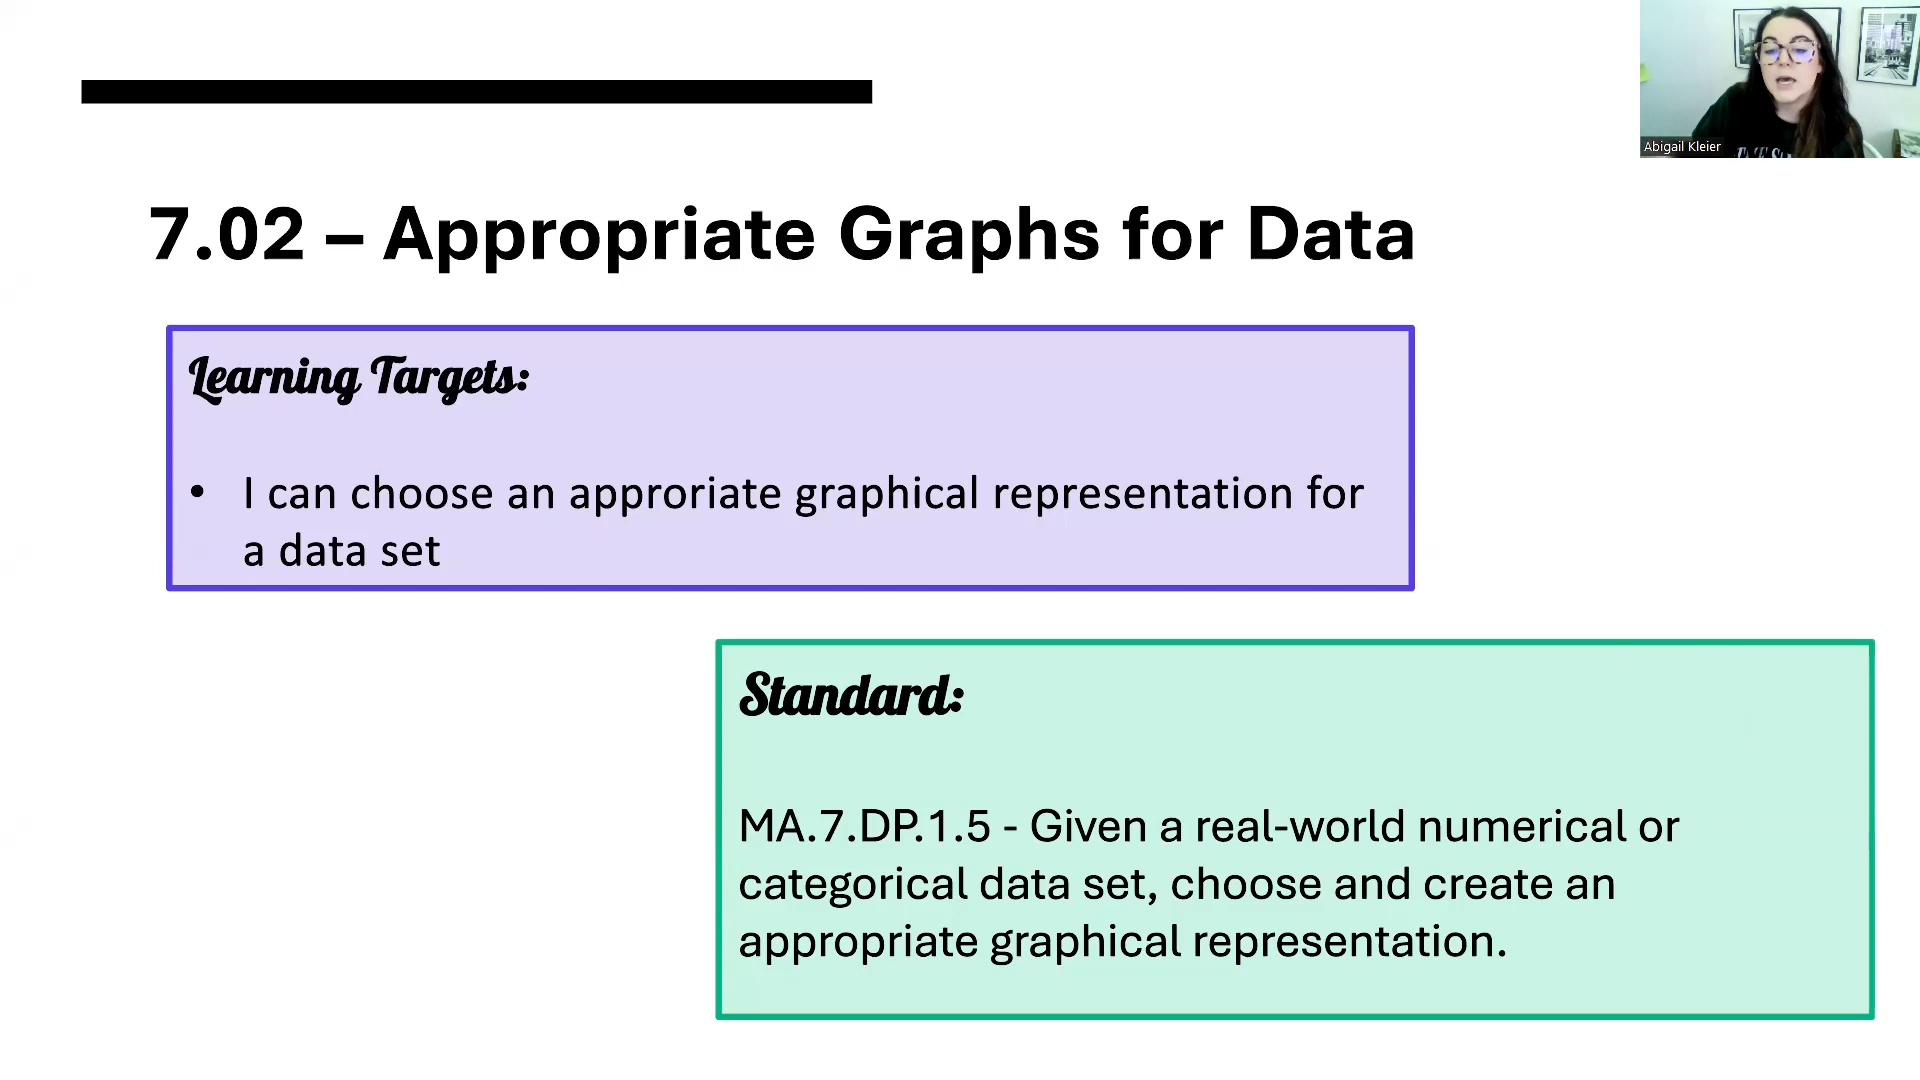 Abigail Kleier
7.02 – Appropriate Graphs for Data
Learning Targets:
• I can choose an approriate graphical representation for
a data set
Standard:
MA.7.DP.1.5 - Given a real-world numerical or
categorical data set, choose and create an
appropriate graphical representation.